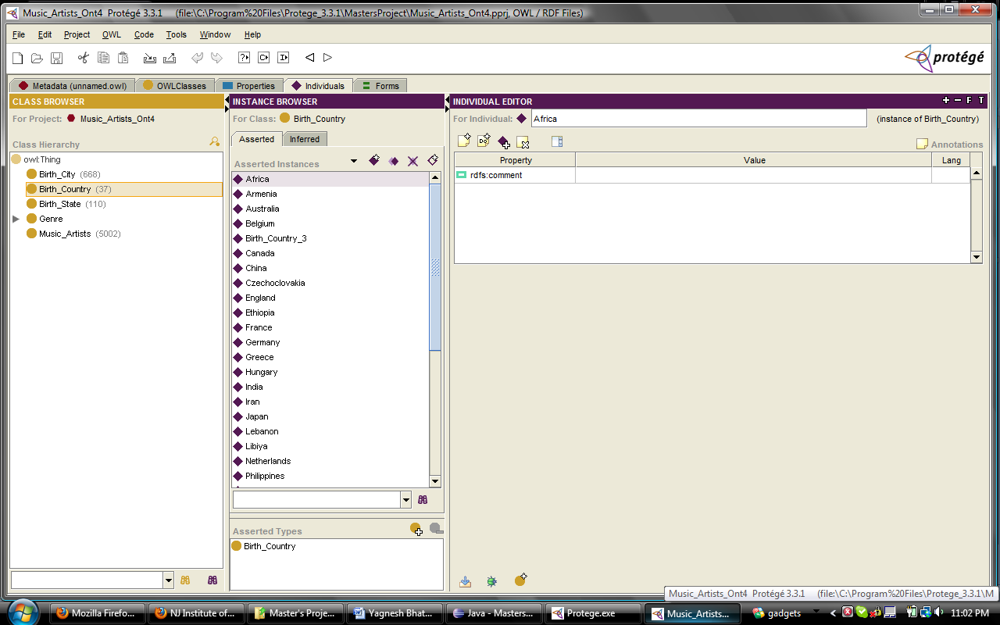 Music_Artists_Ont4 Protégé 3.3.1 (file:\C:\Program%20Files\Protege_3.3.1\MastersProject\Music_Artists_Ont4.pprj, OWL / RDF Files)
File Edit Project OWL Code Tools Window Help
protégé
Metadata (unnamed.owl) OWLClasses Properties Individuals Forms
CLASS BROWSER
For Project: Music_Artists_Ont4
Class Hierarchy
owl:Thing
Birth_City (668)
Birth_Country (37)
Birth_State (110)
Genre
Music_Artists (5002)
INSTANCE BROWSER
For Class: Birth_Country
Asserted Inferred
Asserted Instances
Africa
Armenia
Australia
Belgium
Birth_Country_3
Canada
China
Czechoclovakia
England
Ethiopia
France
Germany
Greece
Hungary
India
Iran
Japan
Lebanon
Libiya
Netherlands
Philippines
Asserted Types
Birth_Country
INDIVIDUAL EDITOR
+ − F T
For Individual: Africa (instance of Birth_Country)
Annotations
Property Value Lang
rdfs:comment
Music_Artists_Ont4 Protégé 3.3.1 (file:\C:\Program%20Files\Protege_3.3.1\M
Mozilla Firefo... NJ Institute of... Master's Proje... Yagnesh Bhat... Java - Masters... Protege.exe Music_Artists... gadgets 11:02 PM